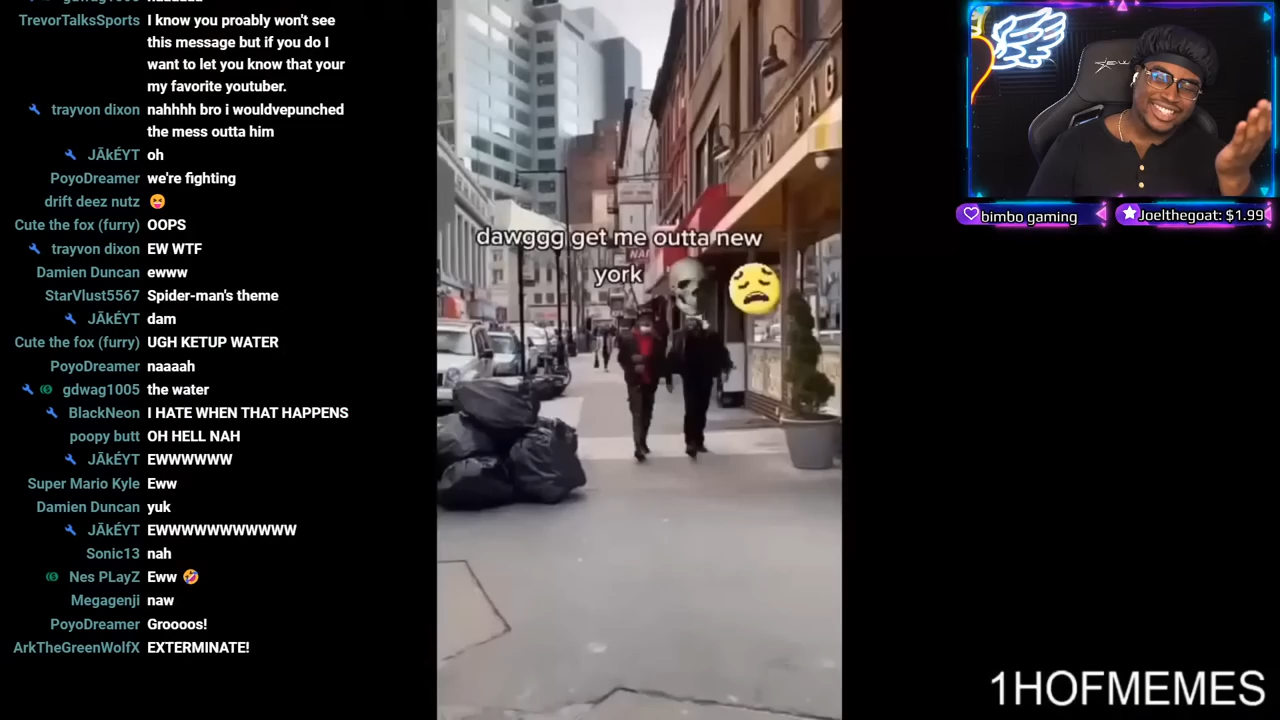 TrevorTalksSports I know you proably won't see
this message but if you do I
want to let you know that your
my favorite youtuber.
trayvon dixon nahhhh bro i wouldvepunched
the mess outta him
JĀkÉYT oh
PoyoDreamer we're fighting
drift deez nutz 😝
Cute the fox (furry) OOPS
trayvon dixon EW WTF
Damien Duncan ewww
StarVlust5567 Spider-man's theme
JĀkÉYT dam
Cute the fox (furry) UGH KETUP WATER
PoyoDreamer naaaah
gdwag1005 the water
BlackNeon I HATE WHEN THAT HAPPENS
poopy butt OH HELL NAH
JĀkÉYT EWWWWWW
Super Mario Kyle Eww
Damien Duncan yuk
JĀkÉYT EWWWWWWWWWWW
Sonic13 nah
Nes PLayZ Eww 🤣
Megagenji naw
PoyoDreamer Groooos!
ArkTheGreenWolfX EXTERMINATE!
dawggg get me outta new
york 😩
bimbo gaming
Joelthegoat: $1.99
1HOFMEMES